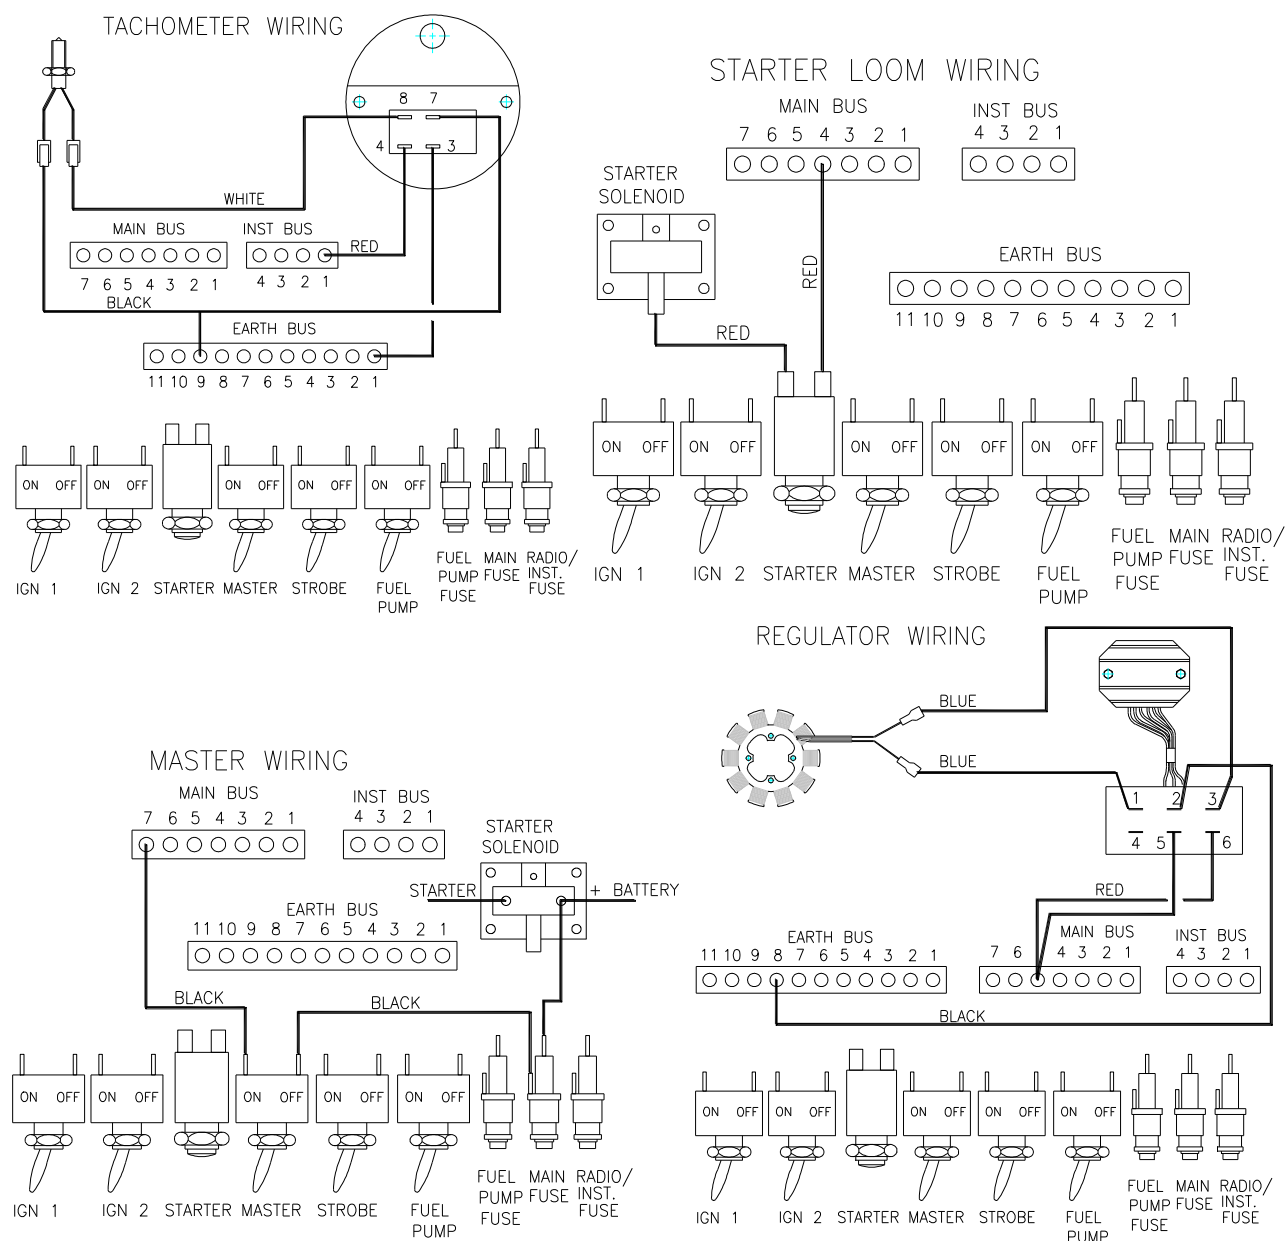 TACHOMETER WIRING
8 7
4 3
WHITE
MAIN BUS INST BUS
RED
7 6 5 4 3 2 1 4 3 2 1
BLACK
EARTH BUS
11 10 9 8 7 6 5 4 3 2 1
ON OFF ON OFF ON OFF ON OFF ON OFF
IGN 1 IGN 2 STARTER MASTER STROBE FUEL PUMP FUEL PUMP FUSE MAIN FUSE RADIO/ INST. FUSE
STARTER LOOM WIRING
MAIN BUS INST BUS
7 6 5 4 3 2 1 4 3 2 1
STARTER
SOLENOID
RED
EARTH BUS
11 10 9 8 7 6 5 4 3 2 1
RED
ON OFF ON OFF ON OFF ON OFF ON OFF
IGN 1 IGN 2 STARTER MASTER STROBE FUEL PUMP FUEL PUMP FUSE MAIN FUSE RADIO/ INST. FUSE
MASTER WIRING
MAIN BUS INST BUS
7 6 5 4 3 2 1 4 3 2 1
STARTER
SOLENOID
STARTER + BATTERY
EARTH BUS
11 10 9 8 7 6 5 4 3 2 1
BLACK BLACK
ON OFF ON OFF ON OFF ON OFF ON OFF
IGN 1 IGN 2 STARTER MASTER STROBE FUEL PUMP FUEL PUMP FUSE MAIN FUSE RADIO/ INST. FUSE
REGULATOR WIRING
BLUE
BLUE
1 2 3
4 5 6
RED
EARTH BUS MAIN BUS INST BUS
11 10 9 8 7 6 5 4 3 2 1 7 6 4 3 2 1 4 3 2 1
BLACK
ON OFF ON OFF ON OFF ON OFF ON OFF
IGN 1 IGN 2 STARTER MASTER STROBE FUEL PUMP FUEL PUMP FUSE MAIN FUSE RADIO/ INST. FUSE